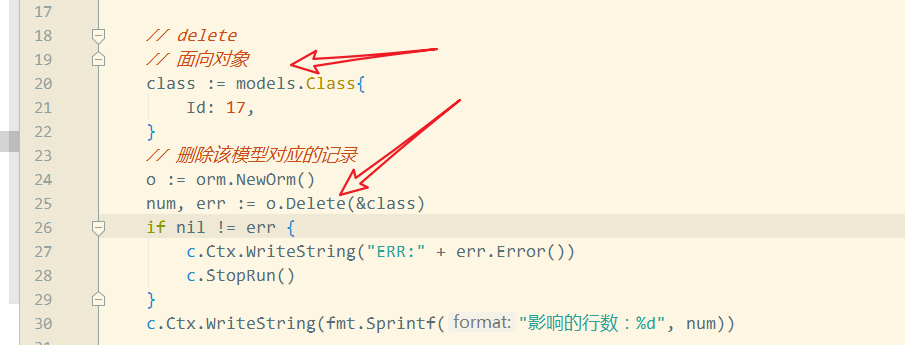 17
18 // delete
19 // 面向对象
20 class := models.Class{
21 Id: 17,
22 }
23 // 删除该模型对应的记录
24 o := orm.NewOrm()
25 num, err := o.Delete(&class)
26 if nil != err {
27 c.Ctx.WriteString("ERR:" + err.Error())
28 c.StopRun()
29 }
30 c.Ctx.WriteString(fmt.Sprintf( format: "影响的行数：%d", num))